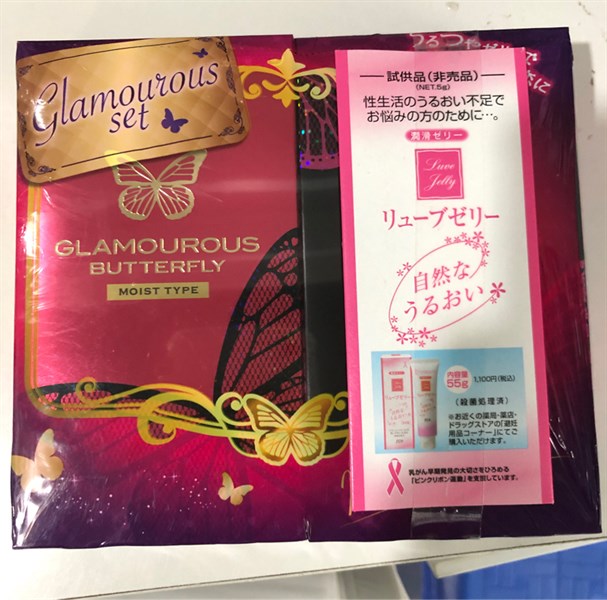 Glamourous
set
GLAMOUROUS
BUTTERFLY
MOIST TYPE
試供品(非売品)
(NET.5g)
性生活のうるおい不足で
お悩みの方のために…。
潤滑ゼリー
Luve
Jelly
リューブゼリー
自然な
うるおい
内容量
55g
1,100円(税込)
(殺菌処理済)
※お近くの薬局・薬店・
ドラッグストアの「避妊
用品コーナー」にてご
購入いただけます。
乳がん早期発見の大切さをひろめる
「ピンクリボン運動」を支援しています。